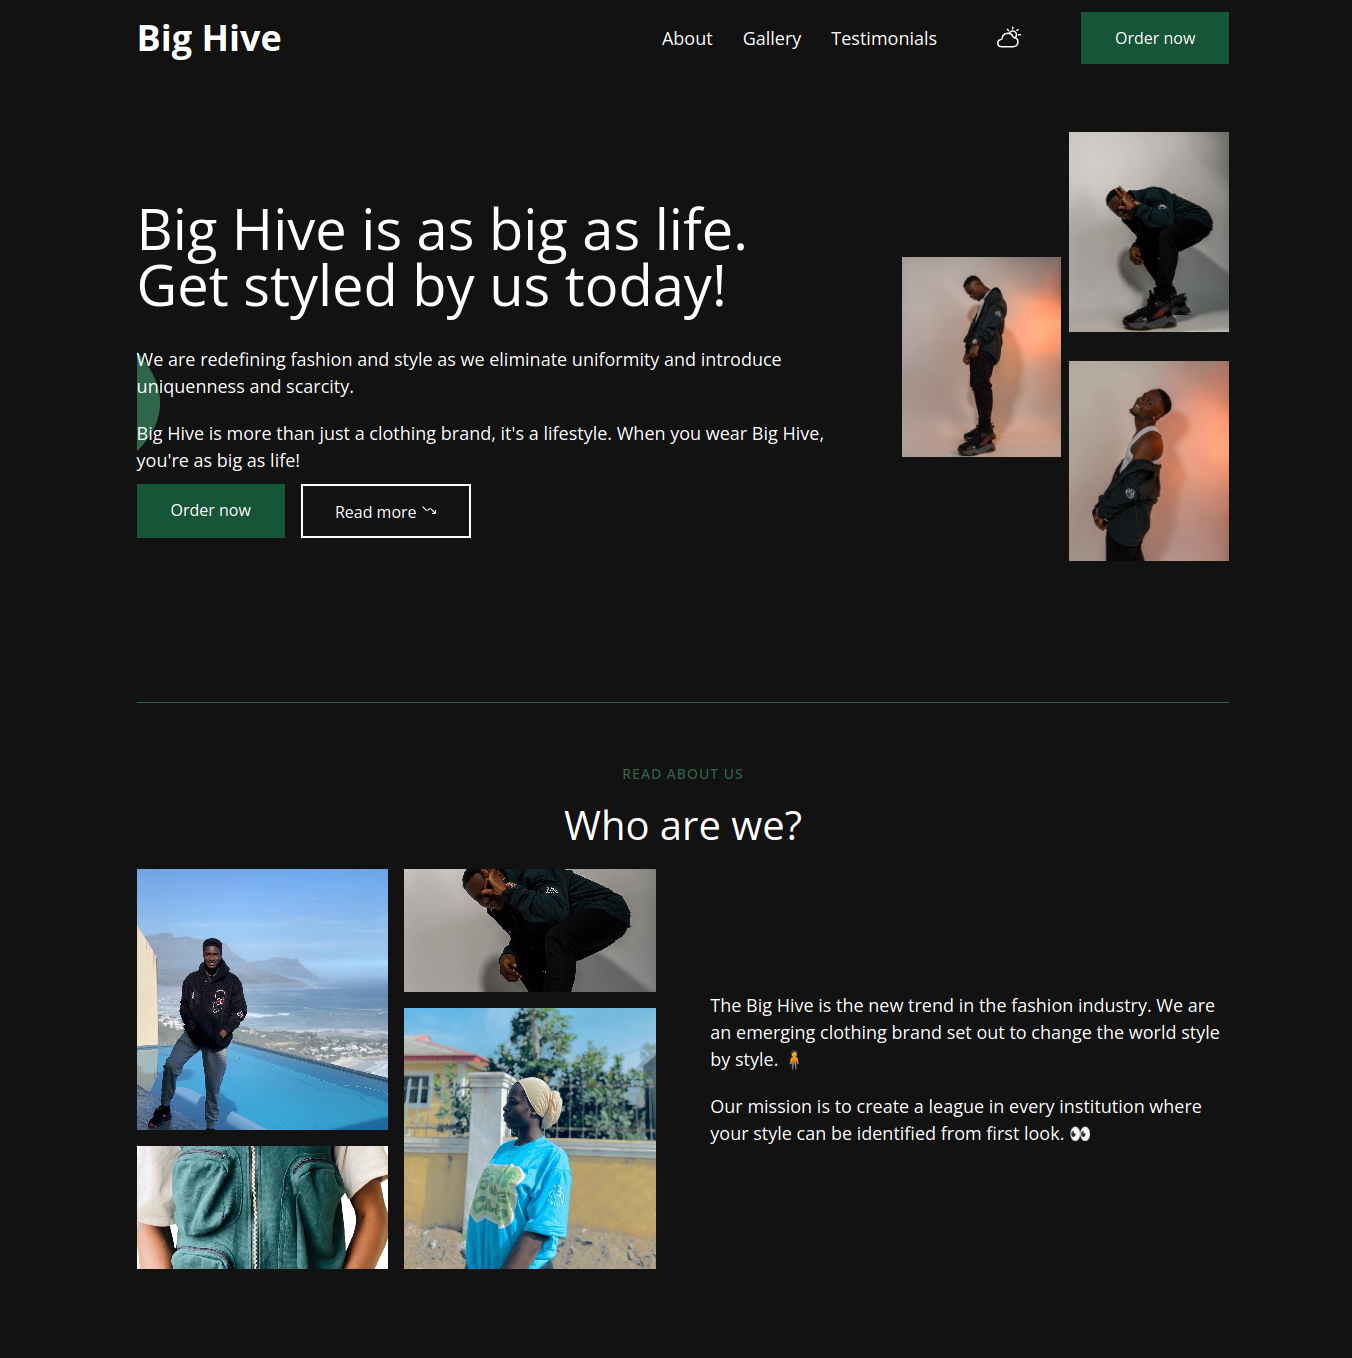 Big Hive
About Gallery Testimonials
Order now
Big Hive is as big as life.
Get styled by us today!
We are redefining fashion and style as we eliminate uniformity and introduce
uniquenness and scarcity.
Big Hive is more than just a clothing brand, it's a lifestyle. When you wear Big Hive,
you're as big as life!
Order now
Read more
READ ABOUT US
Who are we?
The Big Hive is the new trend in the fashion industry. We are
an emerging clothing brand set out to change the world style
by style. 🧍
Our mission is to create a league in every institution where
your style can be identified from first look. 👀